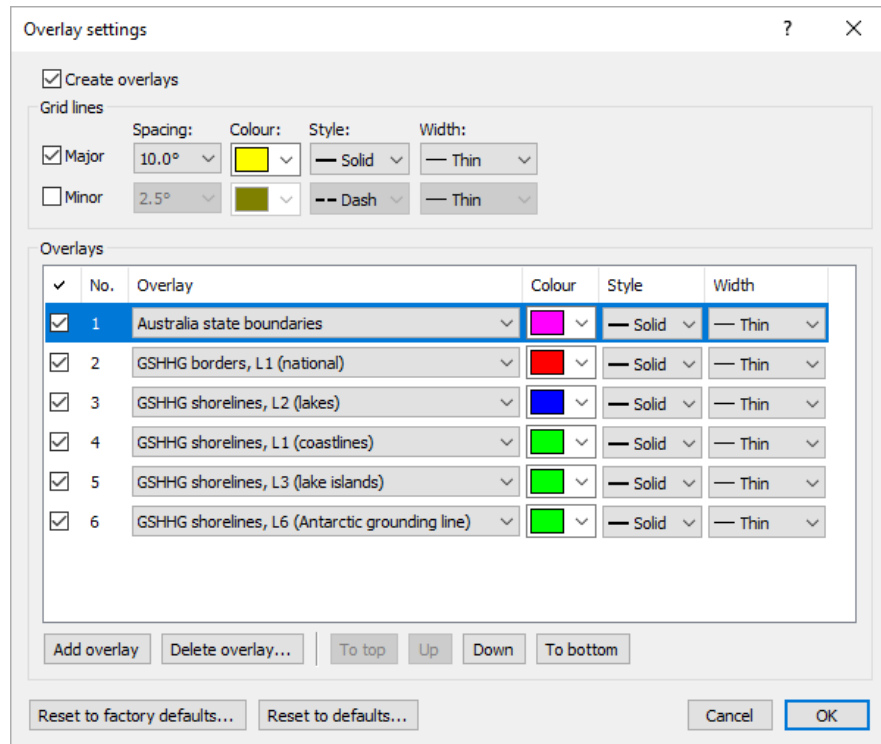 Overlay settings ?
Create overlays
Grid lines
Spacing: Colour: Style: Width:
Major 10.0° Solid Thin
Minor 2.5° Dash Thin
Overlays
No. Overlay Colour Style Width
1 Australia state boundaries Solid Thin
2 GSHHG borders, L1 (national) Solid Thin
3 GSHHG shorelines, L2 (lakes) Solid Thin
4 GSHHG shorelines, L1 (coastlines) Solid Thin
5 GSHHG shorelines, L3 (lake islands) Solid Thin
6 GSHHG shorelines, L6 (Antarctic grounding line) Solid Thin
Add overlay Delete overlay... To top Up Down To bottom
Reset to factory defaults... Reset to defaults... Cancel OK